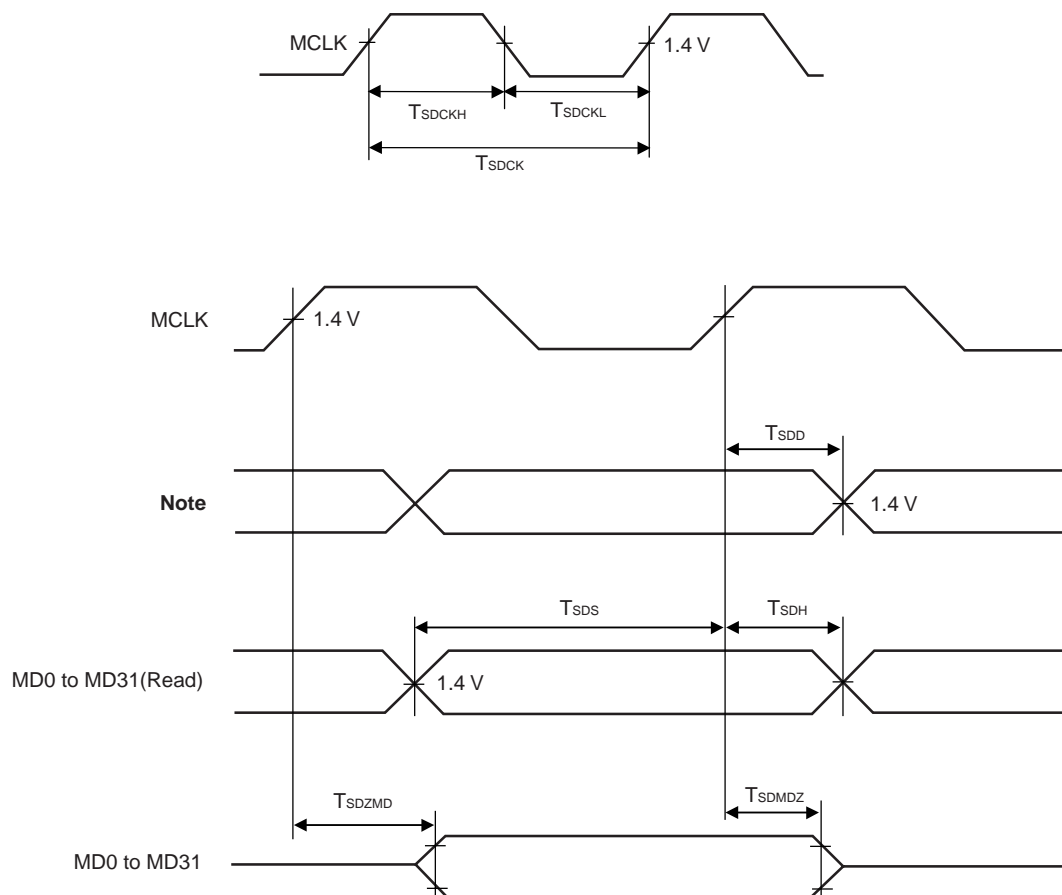 MCLK
1.4 V
TSDCKH
TSDCKL
TSDCK
MCLK
1.4 V
TSDD
Note
1.4 V
TSDS
TSDH
MD0 to MD31(Read)
1.4 V
TSDZMD
TSDMDZ
MD0 to MD31